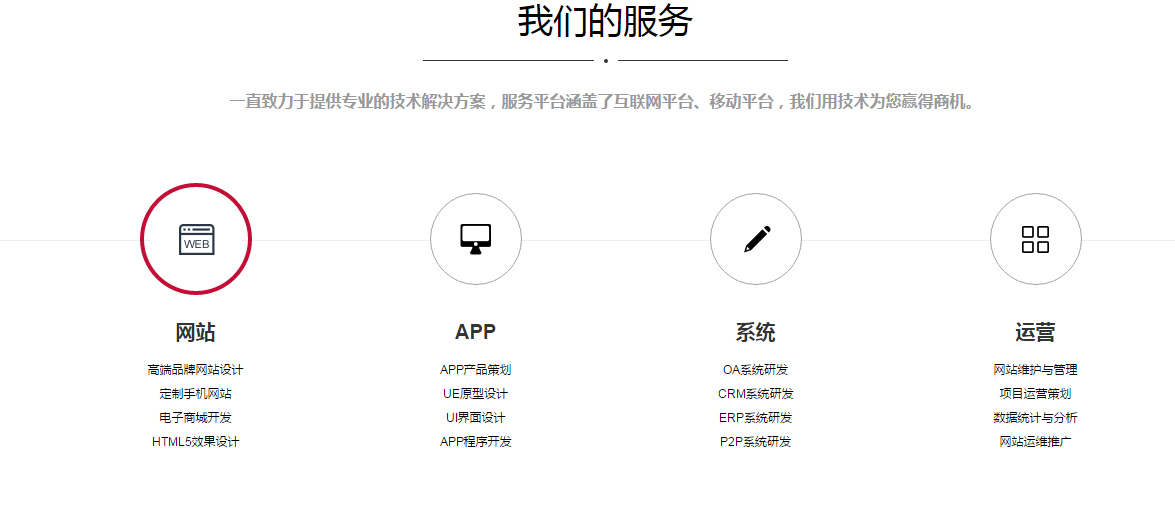 我们的服务
一直致力于提供专业的技术解决方案，服务平台涵盖了互联网平台、移动平台，我们用技术为您赢得商机。
WEB
网站
高端品牌网站设计
定制手机网站
电子商城开发
HTML5效果设计
APP
APP产品策划
UE原型设计
UI界面设计
APP程序开发
系统
OA系统研发
CRM系统研发
ERP系统研发
P2P系统研发
运营
网站维护与管理
项目运营策划
数据统计与分析
网站运维推广